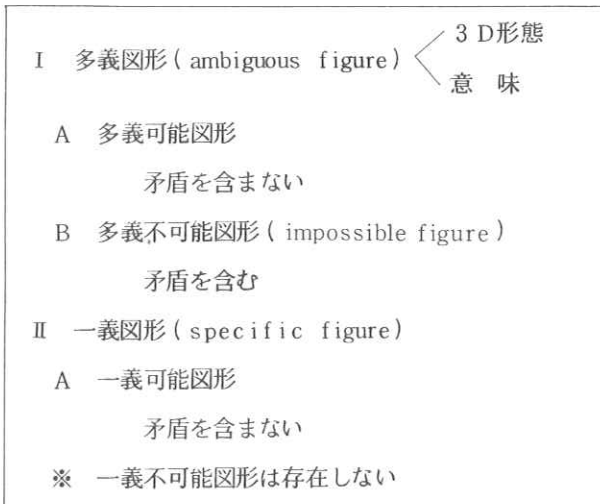 I 多義図形(ambiguous figure)
3D形態
意味
A 多義可能図形
矛盾を含まない
B 多義不可能図形(impossible figure)
矛盾を含む
II 一義図形(specific figure)
A 一義可能図形
矛盾を含まない
※ 一義不可能図形は存在しない